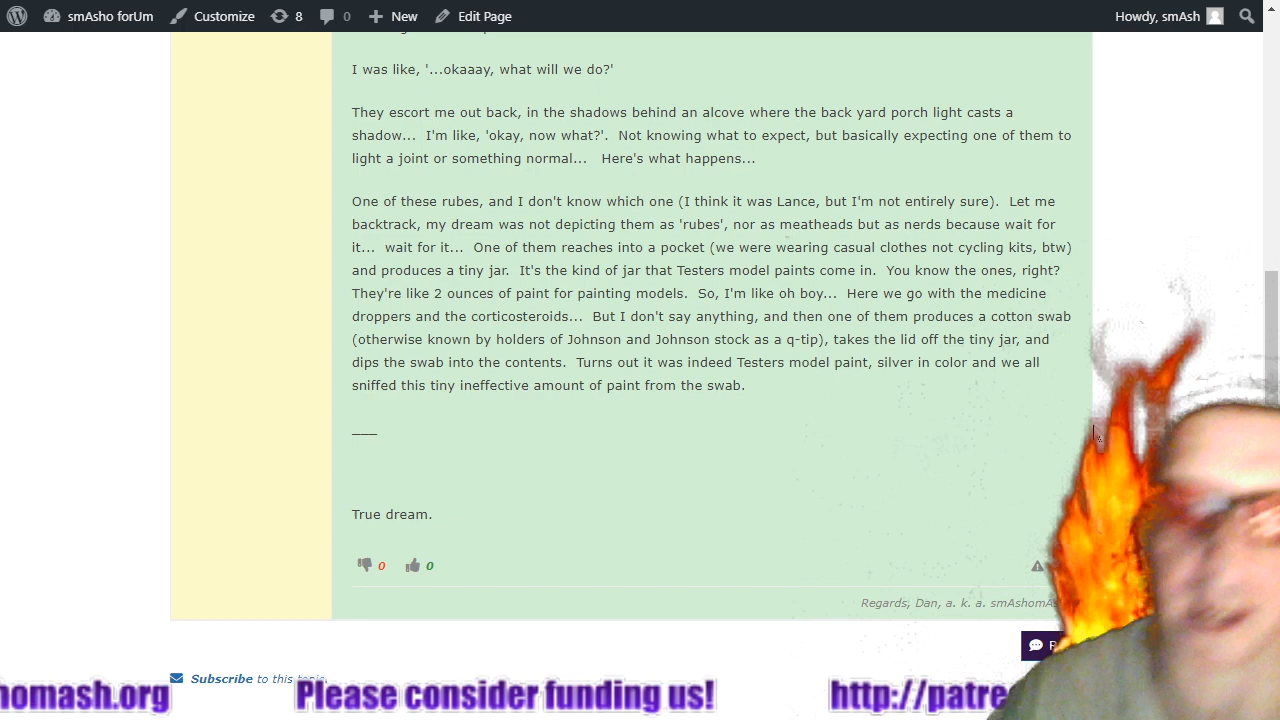 smAsho forUm Customize 8 0 New Edit Page Howdy, smAsh
I was like, '...okaaay, what will we do?'
They escort me out back, in the shadows behind an alcove where the back yard porch light casts a
shadow...  I'm like, 'okay, now what?'.  Not knowing what to expect, but basically expecting one of them to
light a joint or something normal...   Here's what happens...
One of these rubes, and I don't know which one (I think it was Lance, but I'm not entirely sure).  Let me
backtrack, my dream was not depicting them as 'rubes', nor as meatheads but as nerds because wait for
it...  wait for it...  One of them reaches into a pocket (we were wearing casual clothes not cycling kits, btw)
and produces a tiny jar.  It's the kind of jar that Testers model paints come in.  You know the ones, right?
They're like 2 ounces of paint for painting models.  So, I'm like oh boy...  Here we go with the medicine
droppers and the corticosteroids...  But I don't say anything, and then one of them produces a cotton swab
(otherwise known by holders of Johnson and Johnson stock as a q-tip), takes the lid off the tiny jar, and
dips the swab into the contents.  Turns out it was indeed Testers model paint, silver in color and we all
sniffed this tiny ineffective amount of paint from the swab.
___
True dream.
0 0
Regards, Dan, a. k. a. smAshomA
Subscribe to this topic.
homash.org Please consider funding us! http://patre